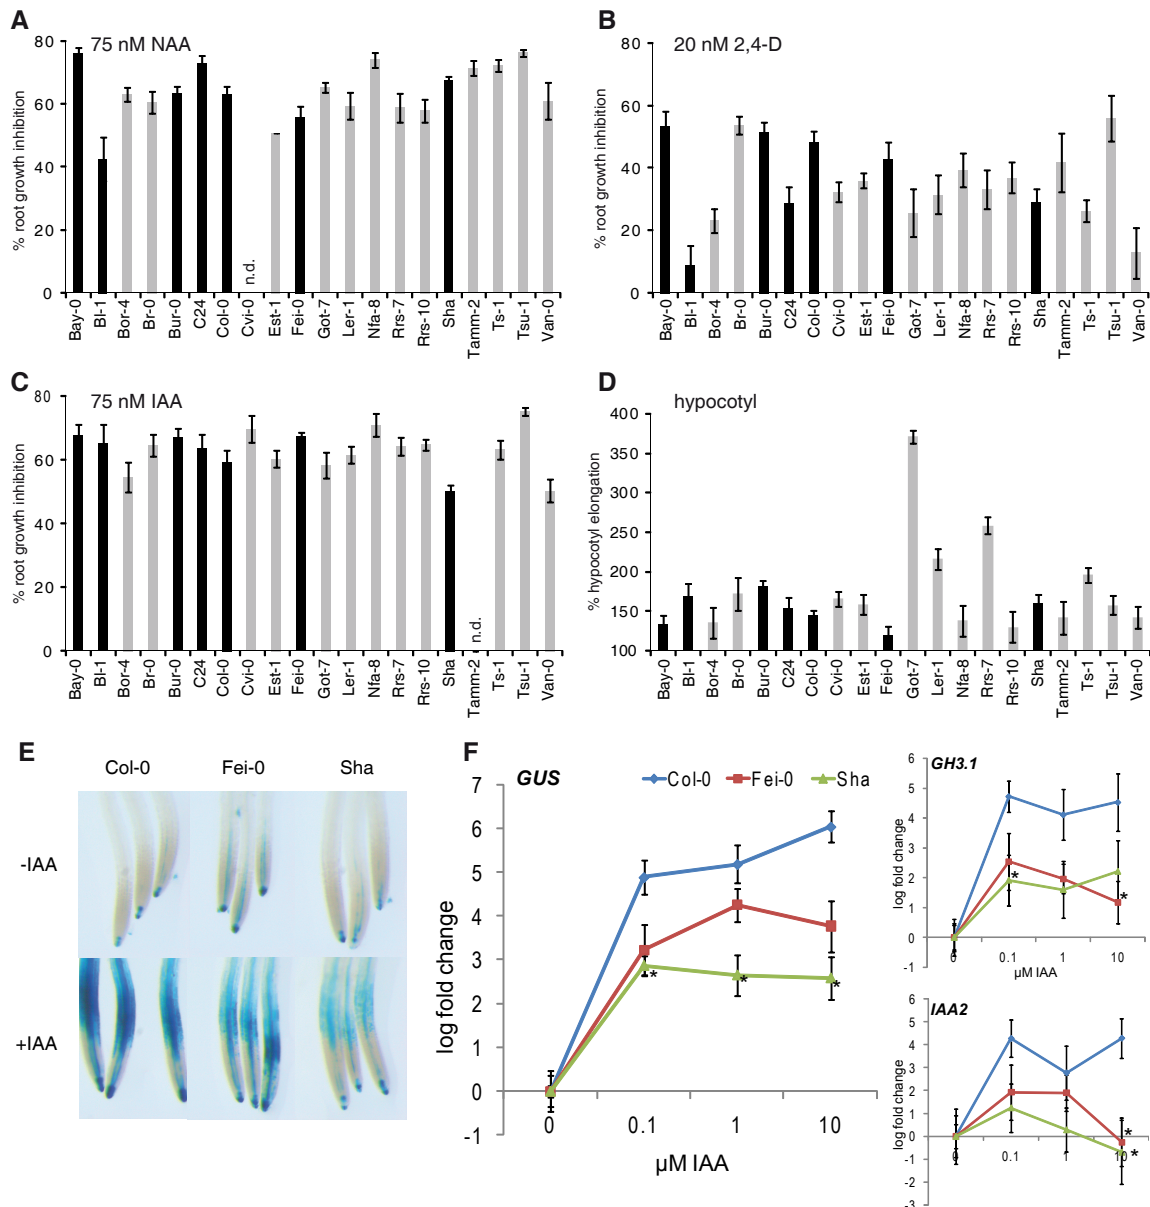 A
75 nM NAA
% root growth inhibition
80
60
40
20
0
n.d.
Bay-0 Bl-1 Bor-4 Br-0 Bur-0 C24 Col-0 Cvi-0 Est-1 Fei-0 Got-7 Ler-1 Nfa-8 Rrs-7 Rrs-10 Sha Tamm-2 Ts-1 Tsu-1 Van-0
B
20 nM 2,4-D
% root growth inhibition
80
60
40
20
0
Bay-0 Bl-1 Bor-4 Br-0 Bur-0 C24 Col-0 Cvi-0 Est-1 Fei-0 Got-7 Ler-1 Nfa-8 Rrs-7 Rrs-10 Sha Tamm-2 Ts-1 Tsu-1 Van-0
C
75 nM IAA
% root growth inhibition
80
60
40
20
0
n.d.
Bay-0 Bl-1 Bor-4 Br-0 Bur-0 C24 Col-0 Cvi-0 Est-1 Fei-0 Got-7 Ler-1 Nfa-8 Rrs-7 Rrs-10 Sha Tamm-2 Ts-1 Tsu-1 Van-0
D
hypocotyl
% hypocotyl elongation
400
350
300
250
200
150
100
Bay-0 Bl-1 Bor-4 Br-0 Bur-0 C24 Col-0 Cvi-0 Est-1 Fei-0 Got-7 Ler-1 Nfa-8 Rrs-7 Rrs-10 Sha Tamm-2 Ts-1 Tsu-1 Van-0
E
Col-0 Fei-0 Sha
-IAA
+IAA
F
GUS
Col-0 Fei-0 Sha
log fold change
7
6
5
4
3
2
1
0
-1
* * *
0 0.1 1 10
µM IAA
GH3.1
log fold change
6
5
4
3
2
1
0
-1
* *
0 0.1 1 10
µM IAA
IAA2
log fold change
6
5
4
3
2
1
0
-1
-2
-3
* *
0 0.1 1 10